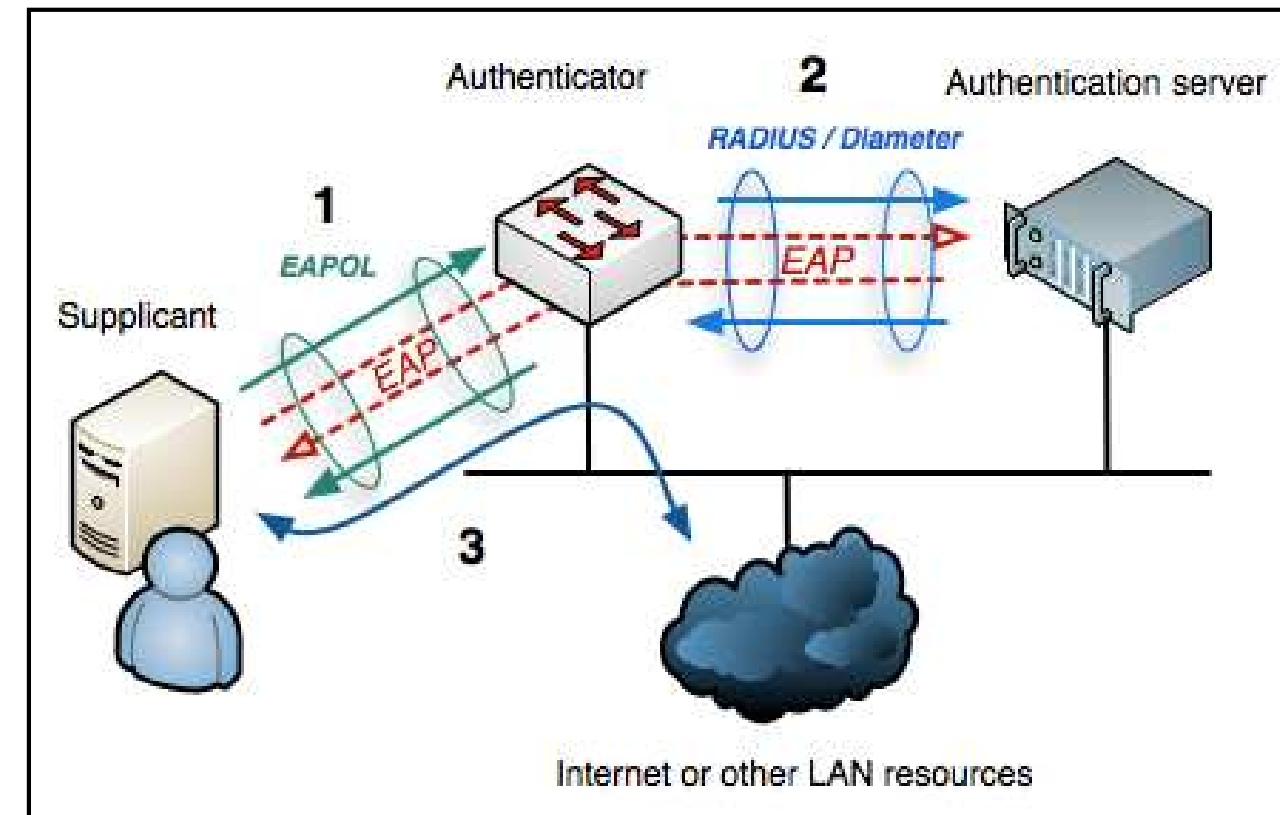 Authenticator
2
Authentication server
RADIUS / Diameter
1
EAPOL
EAP
Supplicant
EAP
3
Internet or other LAN resources